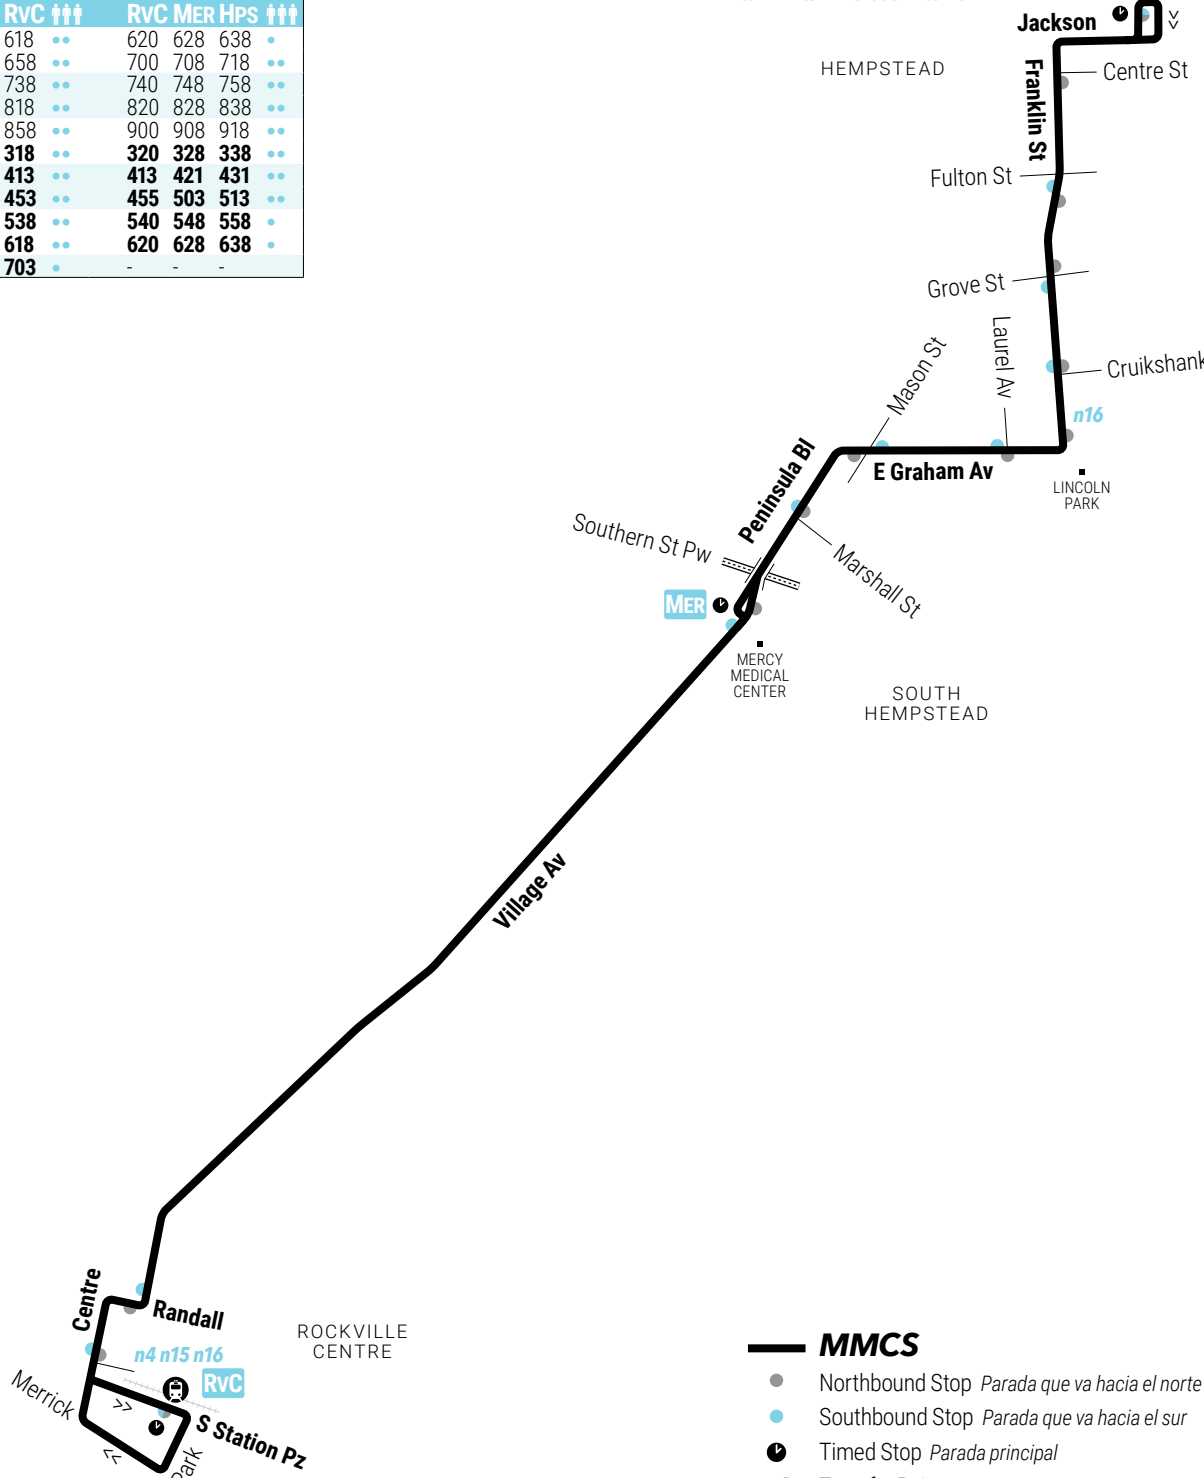 RVC RVC MER HPS
618 620 628 638
658 700 708 718
738 740 748 758
818 820 828 838
858 900 908 918
318 320 328 338
413 413 421 431
453 455 503 513
538 540 548 558
618 620 628 638
703 - - -
Jackson
HEMPSTEAD
Franklin St
Centre St
Fulton St
Grove St
Laurel Av
Mason St
Cruikshank
n16
E Graham Av
LINCOLN
PARK
Peninsula Bl
Southern St Pw
Marshall St
MER
MERCY
MEDICAL
CENTER
SOUTH
HEMPSTEAD
Village Av
Centre
Randall
ROCKVILLE
CENTRE
n4 n15 n16
RVC
Merrick
>>
S Station Pz
Park
MMCS
Northbound Stop Parada que va hacia el norte
Southbound Stop Parada que va hacia el sur
Timed Stop Parada principal